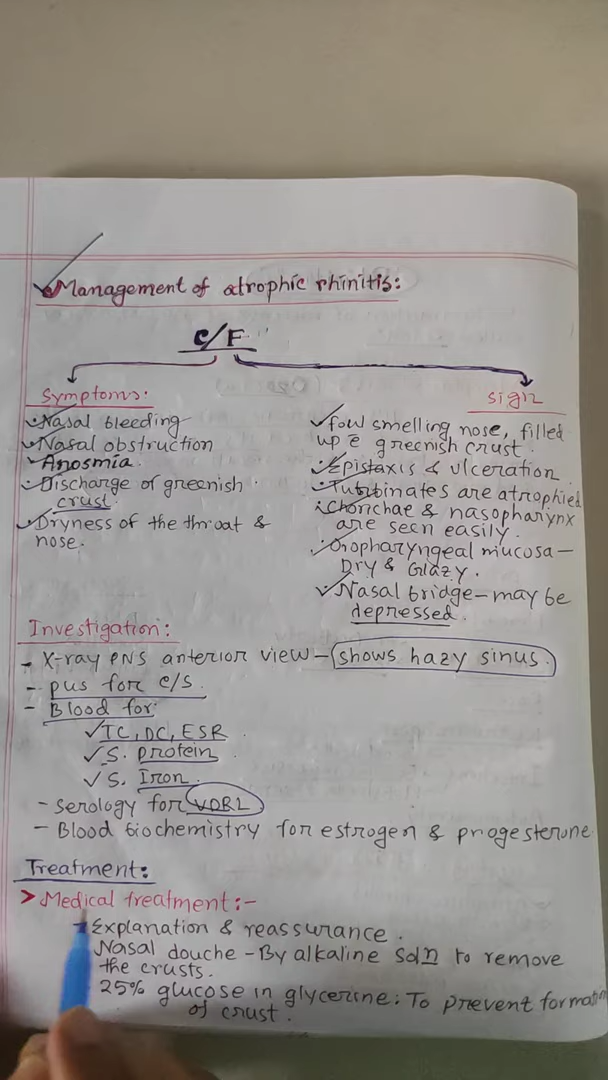 Management of atrophic rhinitis:
C/F
Symptoms:
Nasal bleeding
Nasal obstruction
Anosmia.
Discharge of greenish
crust.
Dryness of the throat &
nose.
Sign
foul smelling nose, filled
up c̄ greenish crust.
Epistaxis & ulceration
Tutubinates are atrophied
Chonchae & nasopharynx
are seen easily.
Oropharyngeal mucosa-
Dry & Glazy.
Nasal bridge-may be
depressed.
Investigation:
- X-ray PNS anterior view-shows hazy sinus.
- pus for c/s.
- Blood for:
✓TC, DC, ESR
✓S. protein
✓S. Iron.
- Serology for VDRL
- Blood biochemistry for estrogen & progesterone
Treatment:
> Medical treatment:-
- Explanation & reassurance.
Nasal douche-By alkaline soln to remove
the crusts.
25% glucose in glycerine: To prevent formation
of crust.